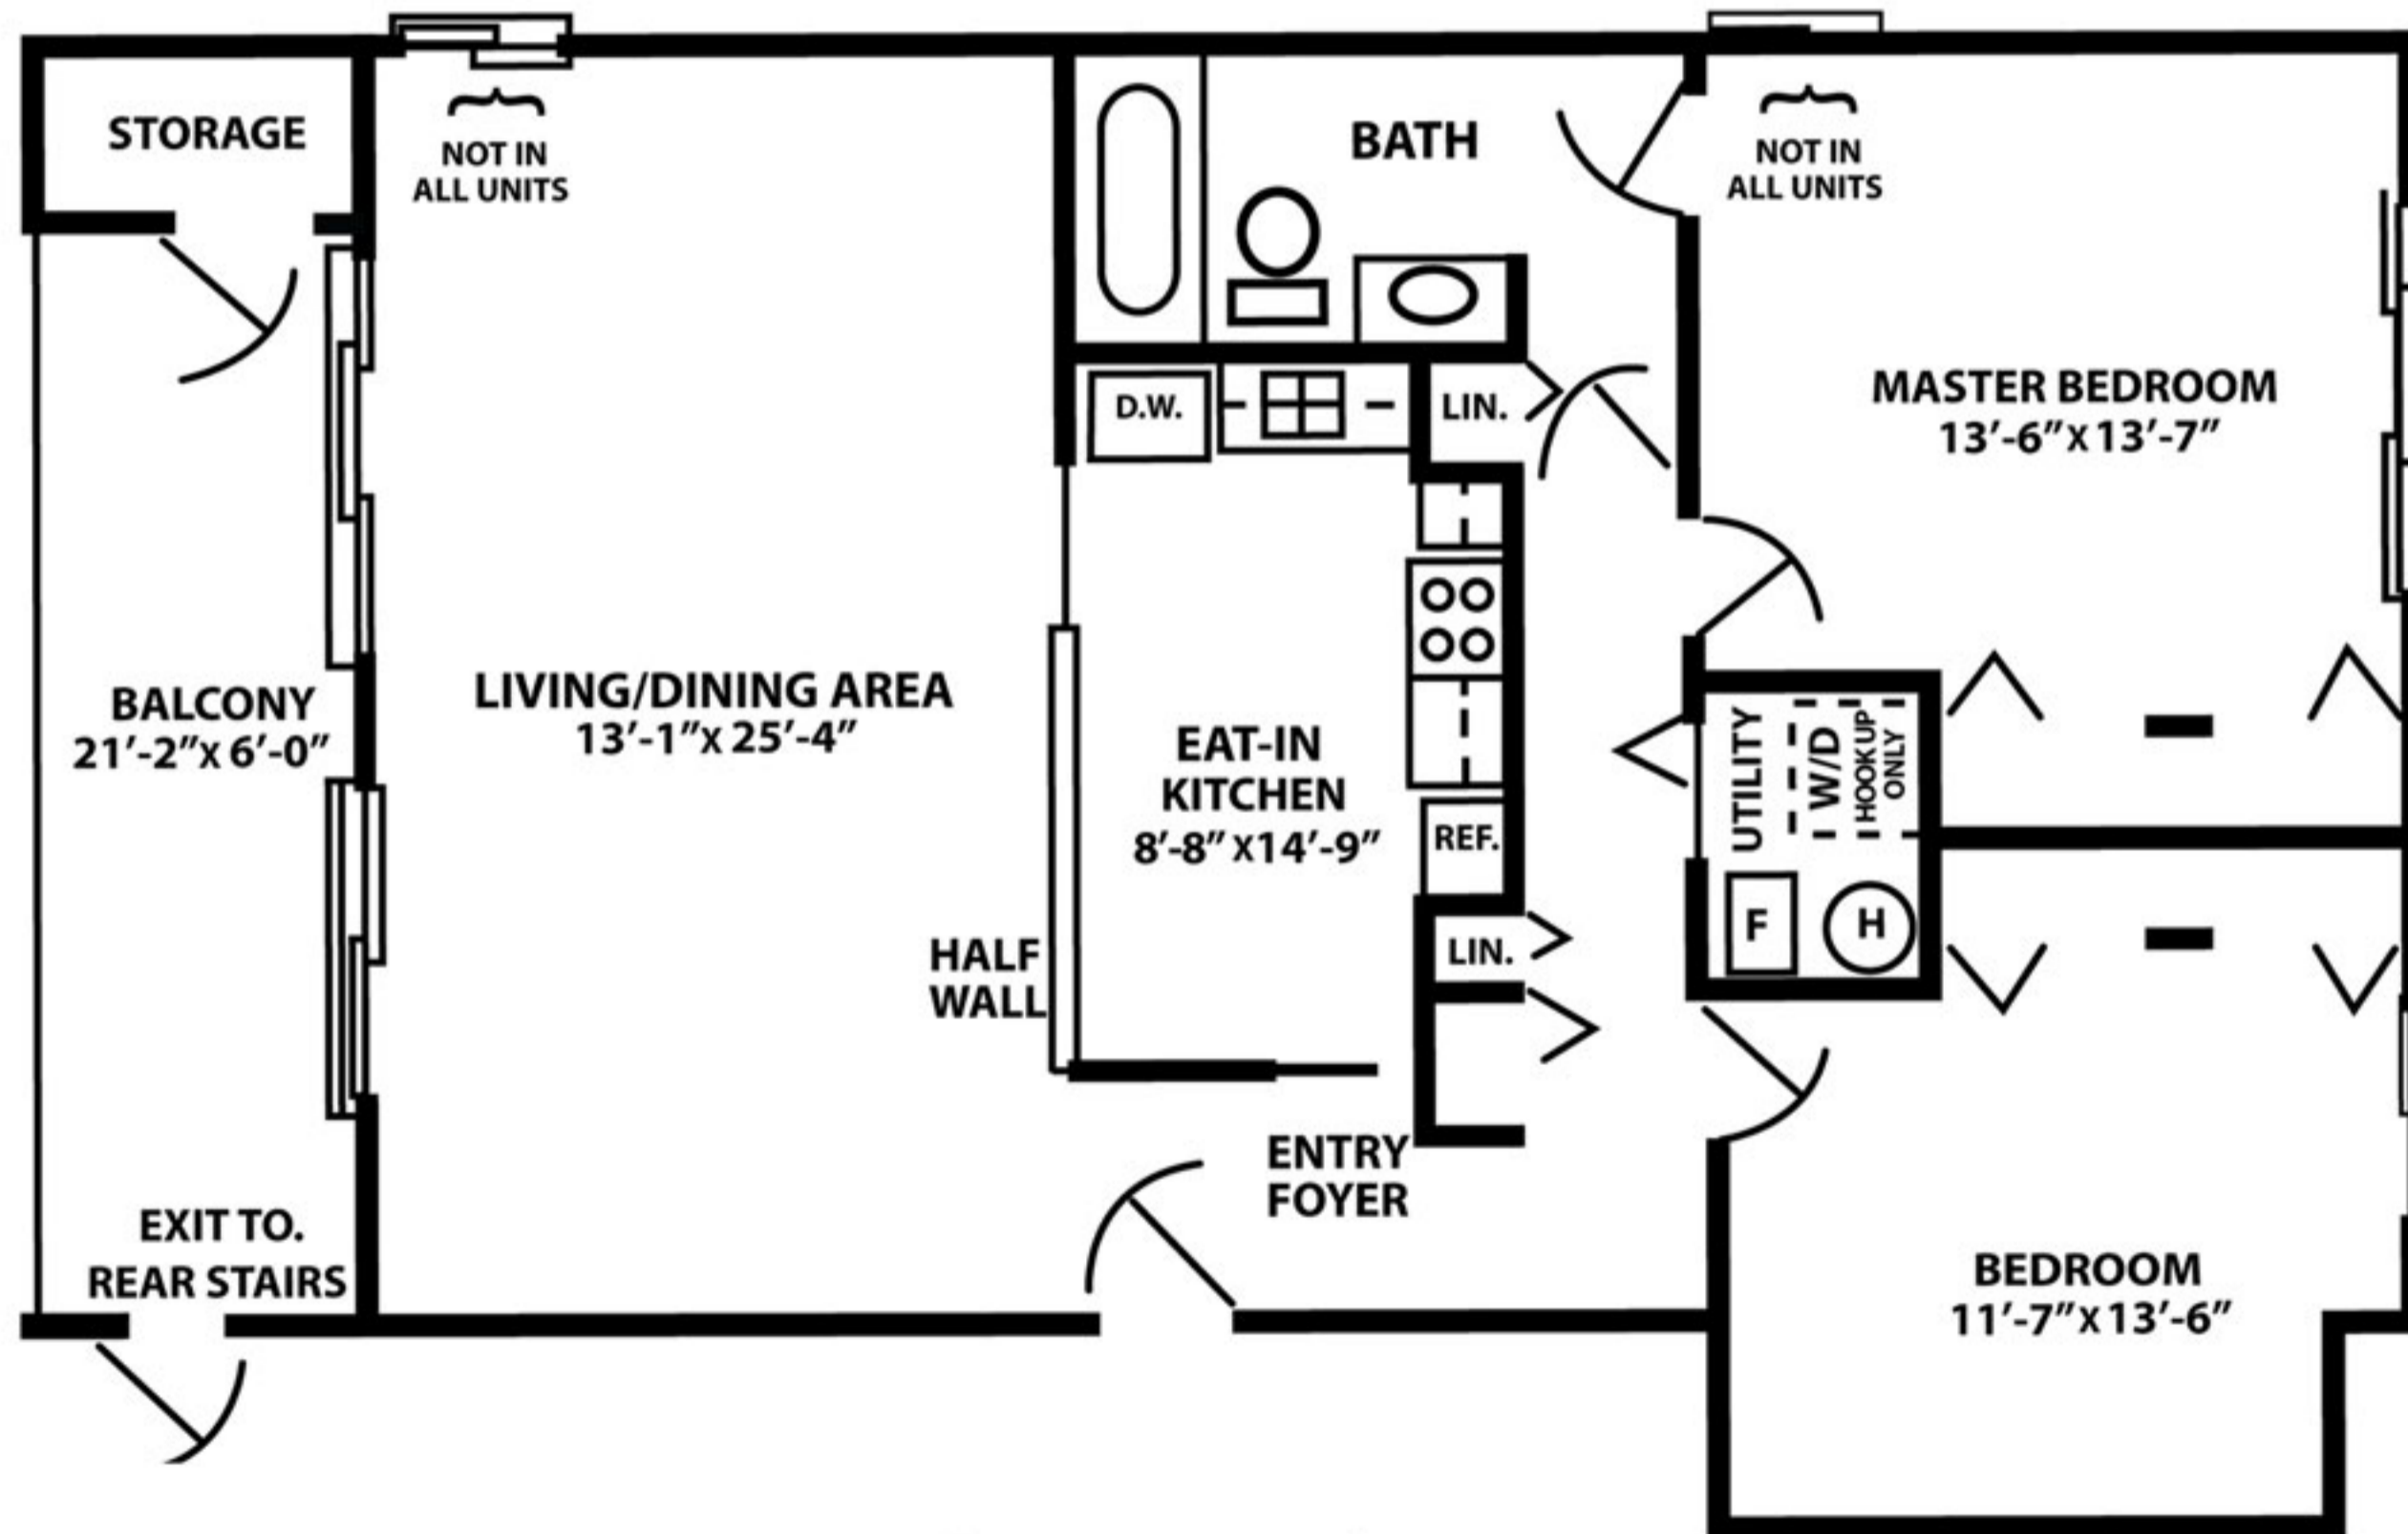 STORAGE
NOT IN
ALL UNITS
BATH
NOT IN
ALL UNITS
D.W.
LIN.
MASTER BEDROOM
13'-6"X 13'-7"
BALCONY
21'-2"X 6'-0"
LIVING/DINING AREA
13'-1"X 25'-4"
EAT-IN
KITCHEN
8'-8" X14'-9"
REF.
UTILITY
W/D
HOOK UP
ONLY
F
H
HALF
WALL
LIN.
ENTRY
FOYER
EXIT TO.
REAR STAIRS
BEDROOM
11'-7"X 13'-6"